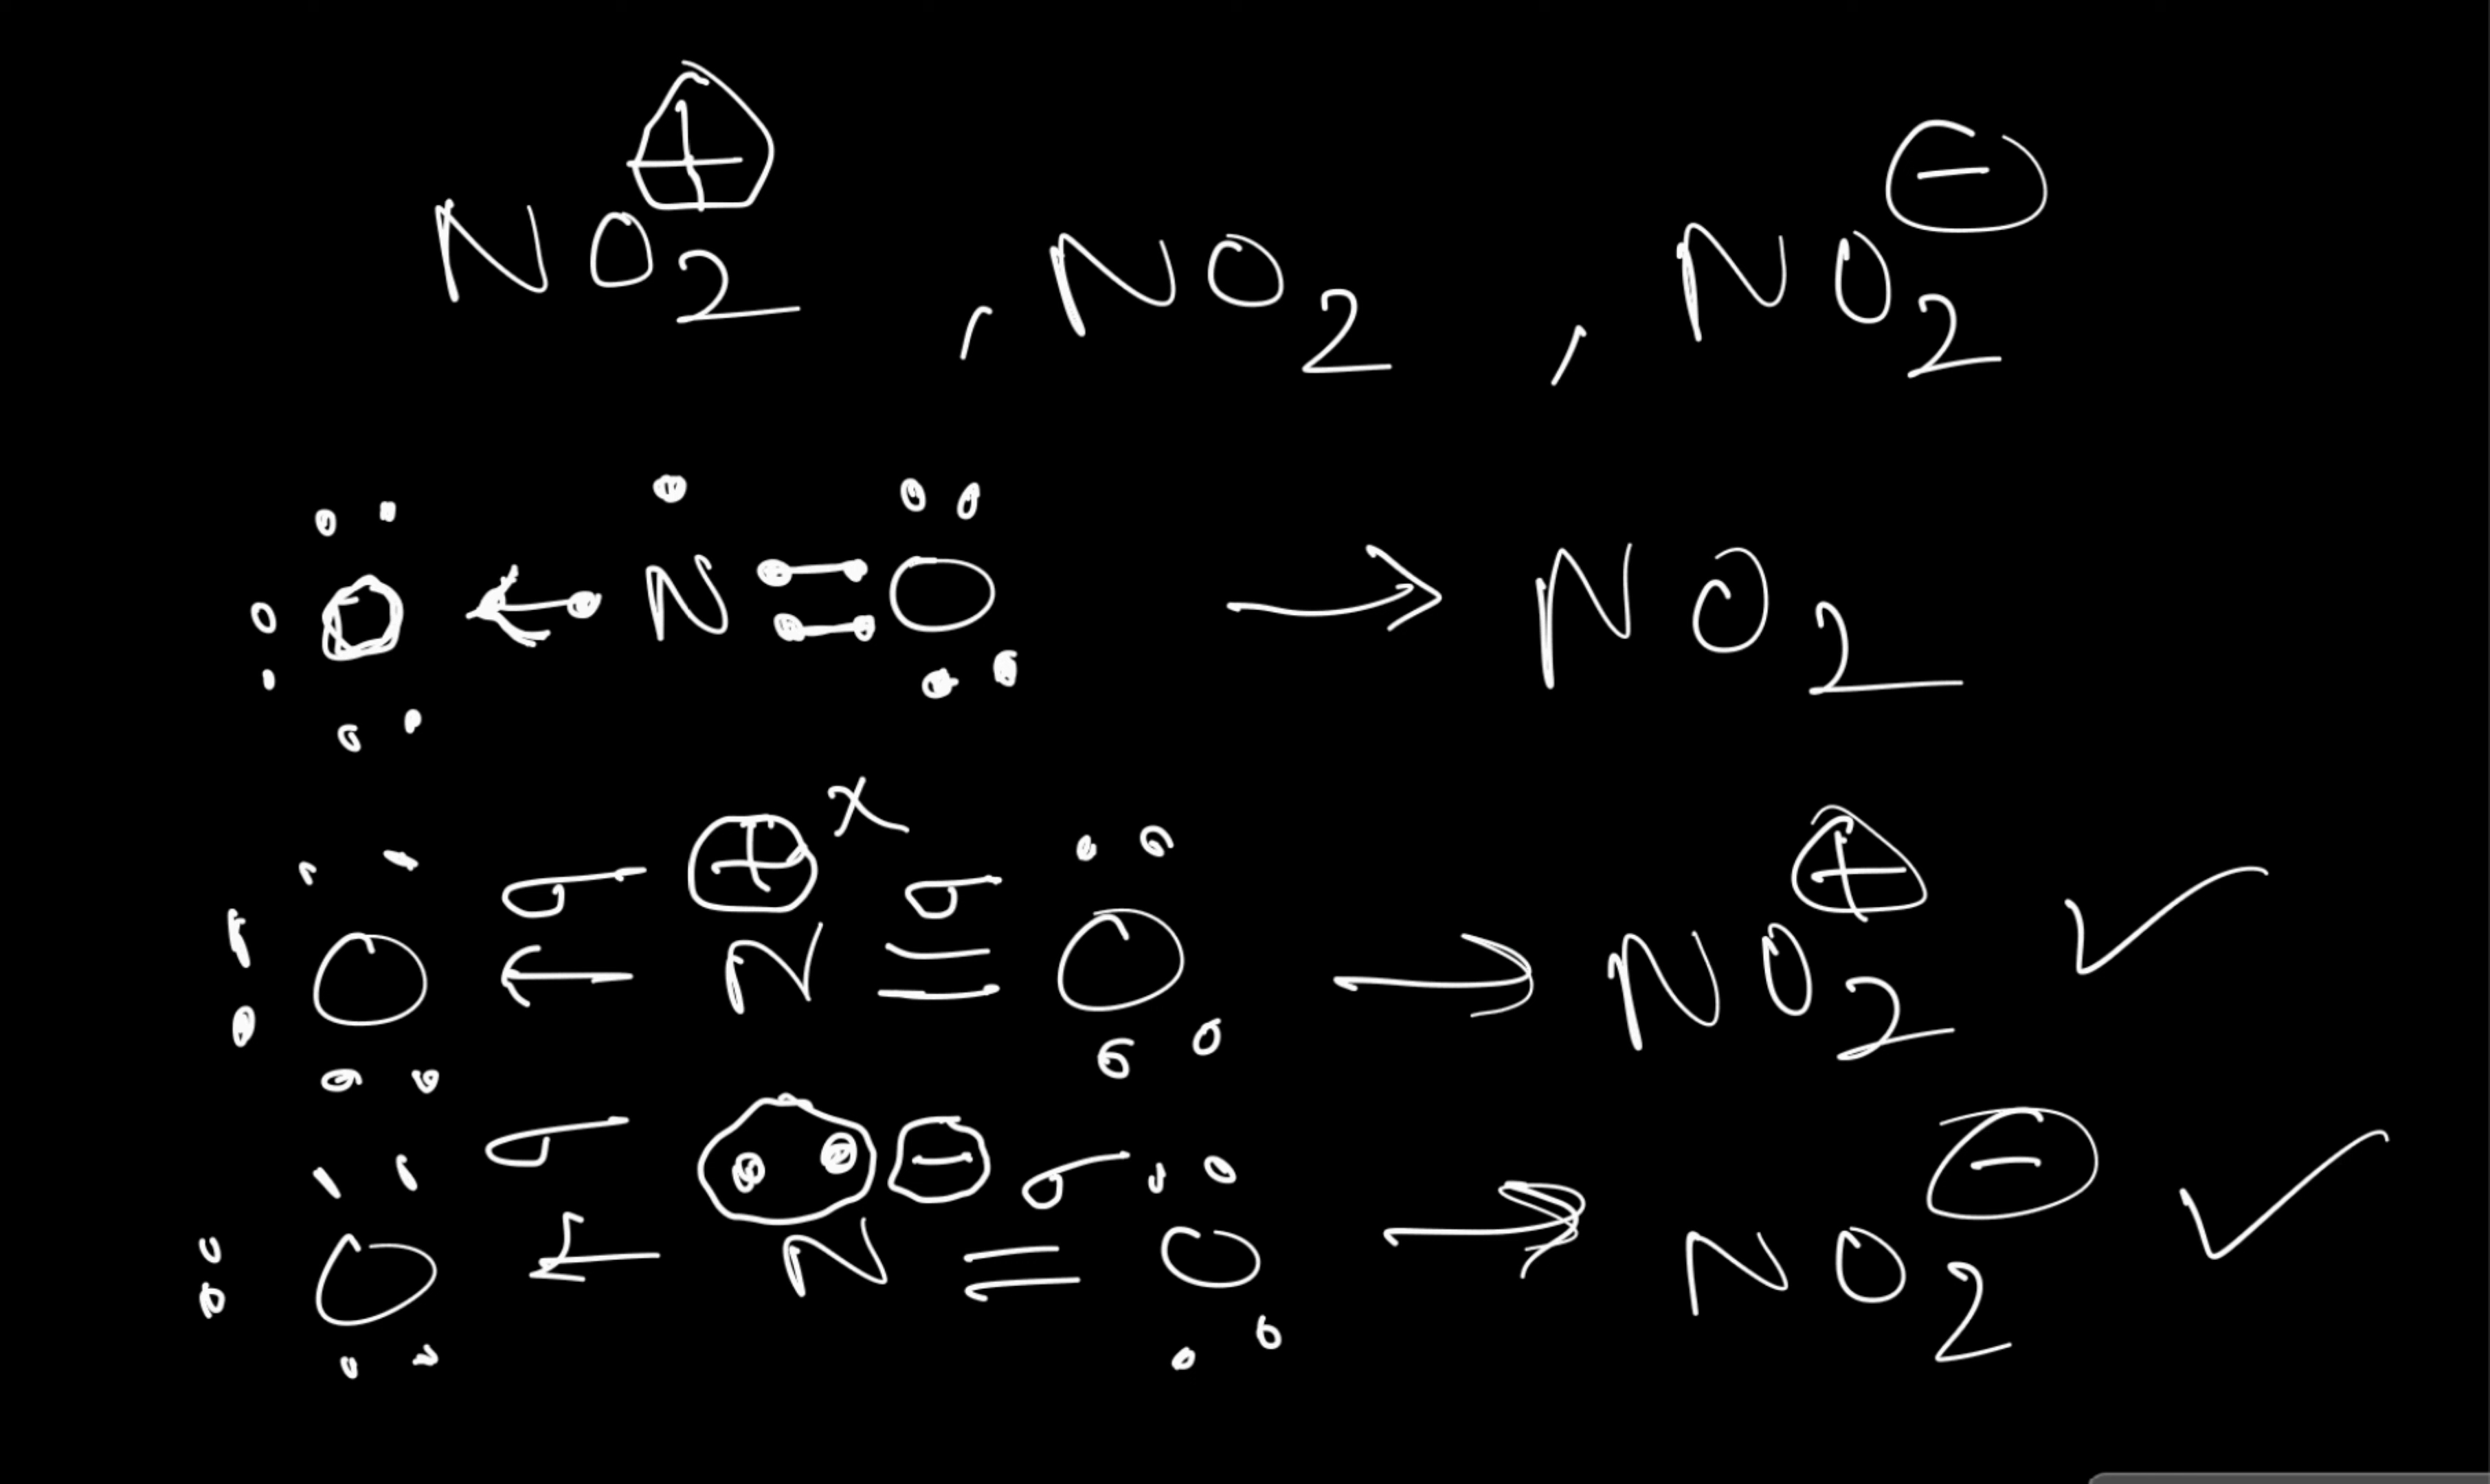 NO₂⊕ , NO₂ , NO₂⊖
O ← N = O → NO₂
σ ⊕ x σ
O ← N = O → NO₂⊕ ✓
σ ⊖ σ
O ← N = O → NO₂⊖ ✓